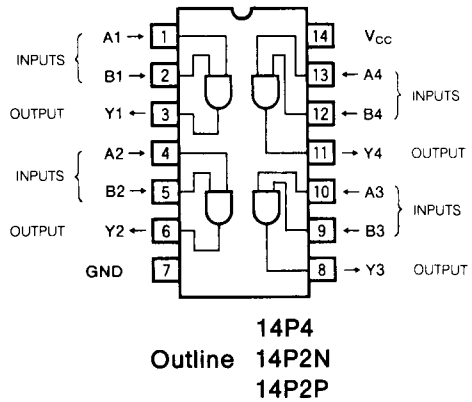 A1 → 1 14 VCC
INPUTS
B1 → 2 13 ← A4
INPUTS
OUTPUT Y1 ← 3 12 ← B4
A2 → 4 11 → Y4 OUTPUT
INPUTS
B2 → 5 10 ← A3
INPUTS
OUTPUT Y2 ← 6 9 ← B3
GND 7 8 → Y3 OUTPUT
14P4
Outline 14P2N
14P2P